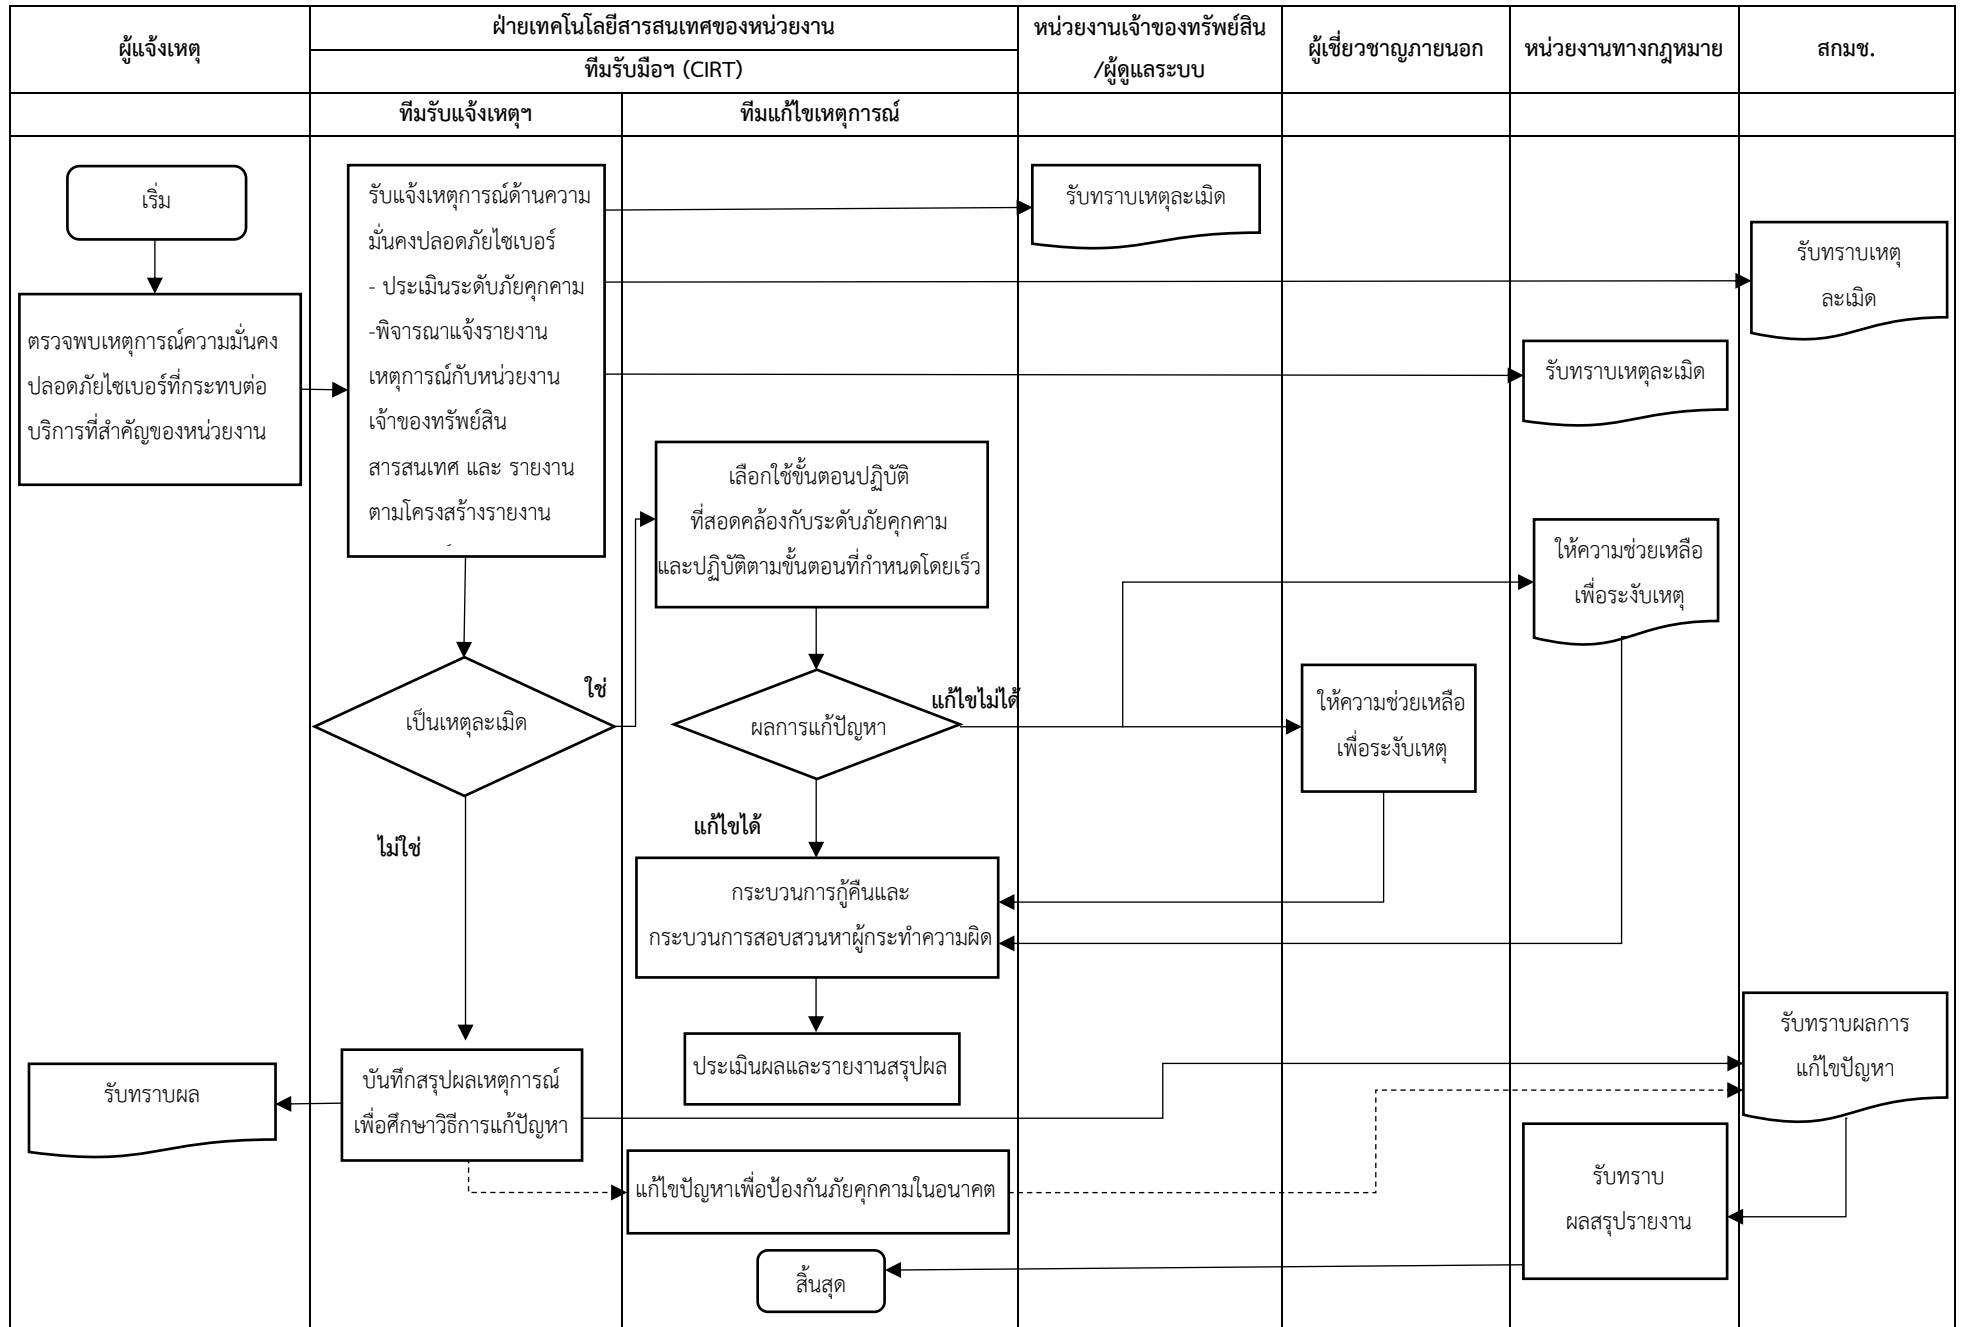 ผู้แจ้งเหตุ
ฝ่ายเทคโนโลยีสารสนเทศของหน่วยงาน
ทีมรับมือฯ (CIRT)
หน่วยงานเจ้าของทรัพย์สิน
/ผู้ดูแลระบบ
ผู้เชี่ยวชาญภายนอก
หน่วยงานทางกฎหมาย
สกมช.
ทีมรับแจ้งเหตุฯ
ทีมแก้ไขเหตุการณ์
เริ่ม
ตรวจพบเหตุการณ์ความมั่นคง
ปลอดภัยไซเบอร์ที่กระทบต่อ
บริการที่สำคัญของหน่วยงาน
รับแจ้งเหตุการณ์ด้านความ
มั่นคงปลอดภัยไซเบอร์
- ประเมินระดับภัยคุกคาม
-พิจารณาแจ้งรายงาน
เหตุการณ์กับหน่วยงาน
เจ้าของทรัพย์สิน
สารสนเทศ และ รายงาน
ตามโครงสร้างรายงาน
รับทราบเหตุละเมิด
รับทราบเหตุ
ละเมิด
รับทราบเหตุละเมิด
เลือกใช้ขั้นตอนปฏิบัติ
ที่สอดคล้องกับระดับภัยคุกคาม
และปฏิบัติตามขั้นตอนที่กำหนดโดยเร็ว
ให้ความช่วยเหลือ
เพื่อระงับเหตุ
ใช่
เป็นเหตุละเมิด
แก้ไขไม่ได้
ผลการแก้ปัญหา
ให้ความช่วยเหลือ
เพื่อระงับเหตุ
ไม่ใช่
แก้ไขได้
กระบวนการกู้คืนและ
กระบวนการสอบสวนหาผู้กระทำความผิด
ประเมินผลและรายงานสรุปผล
รับทราบผลการ
แก้ไขปัญหา
รับทราบผล
บันทึกสรุปผลเหตุการณ์
เพื่อศึกษาวิธีการแก้ปัญหา
แก้ไขปัญหาเพื่อป้องกันภัยคุกคามในอนาคต
รับทราบ
ผลสรุปรายงาน
สิ้นสุด